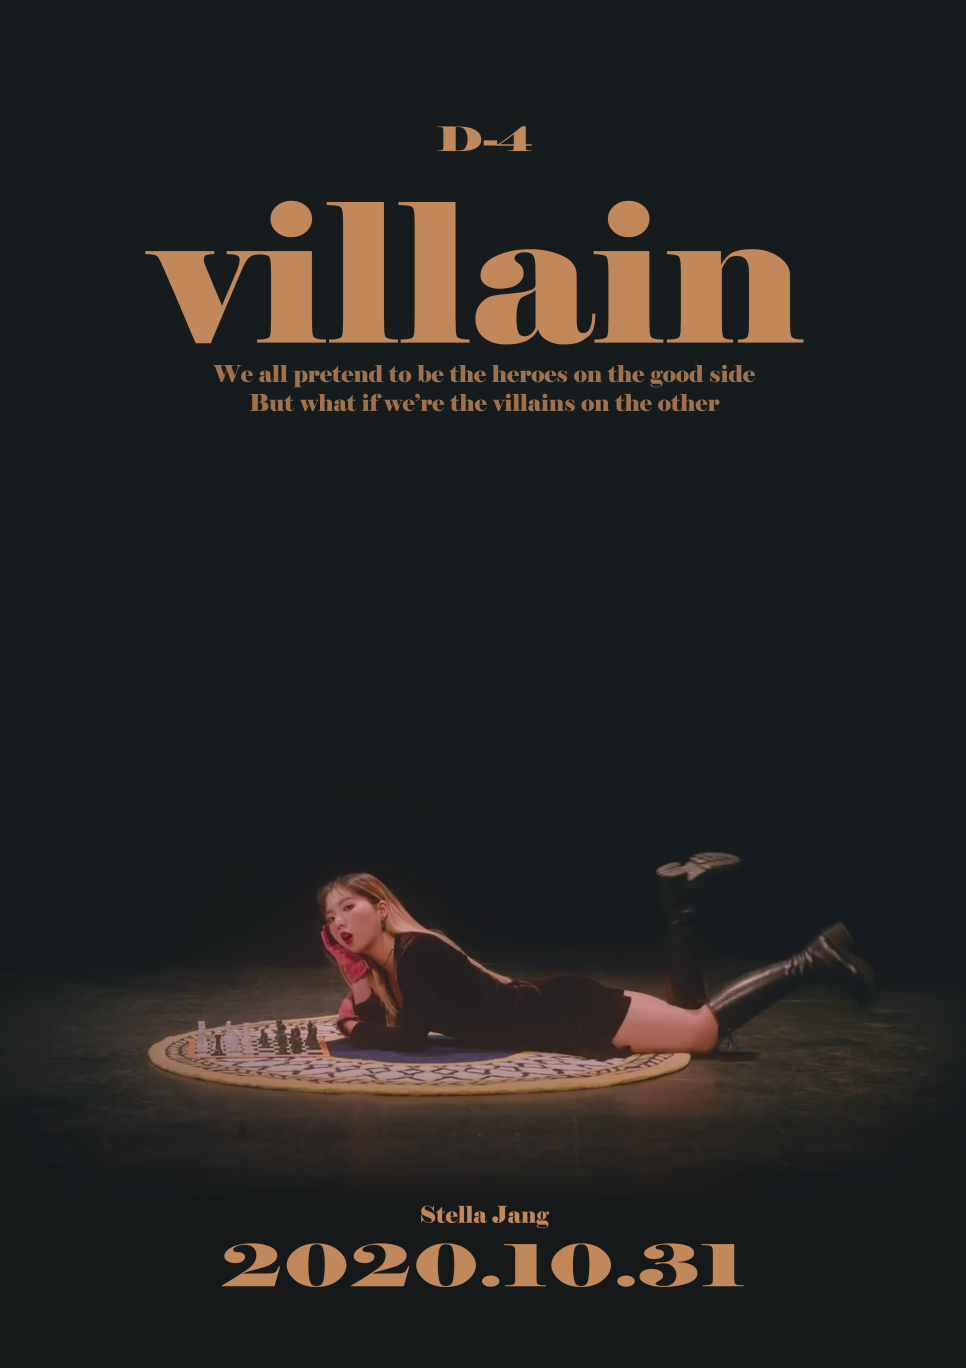 D-4
villain
We all pretend to be the heroes on the good side
But what if we’re the villains on the other
Stella Jang
2020.10.31